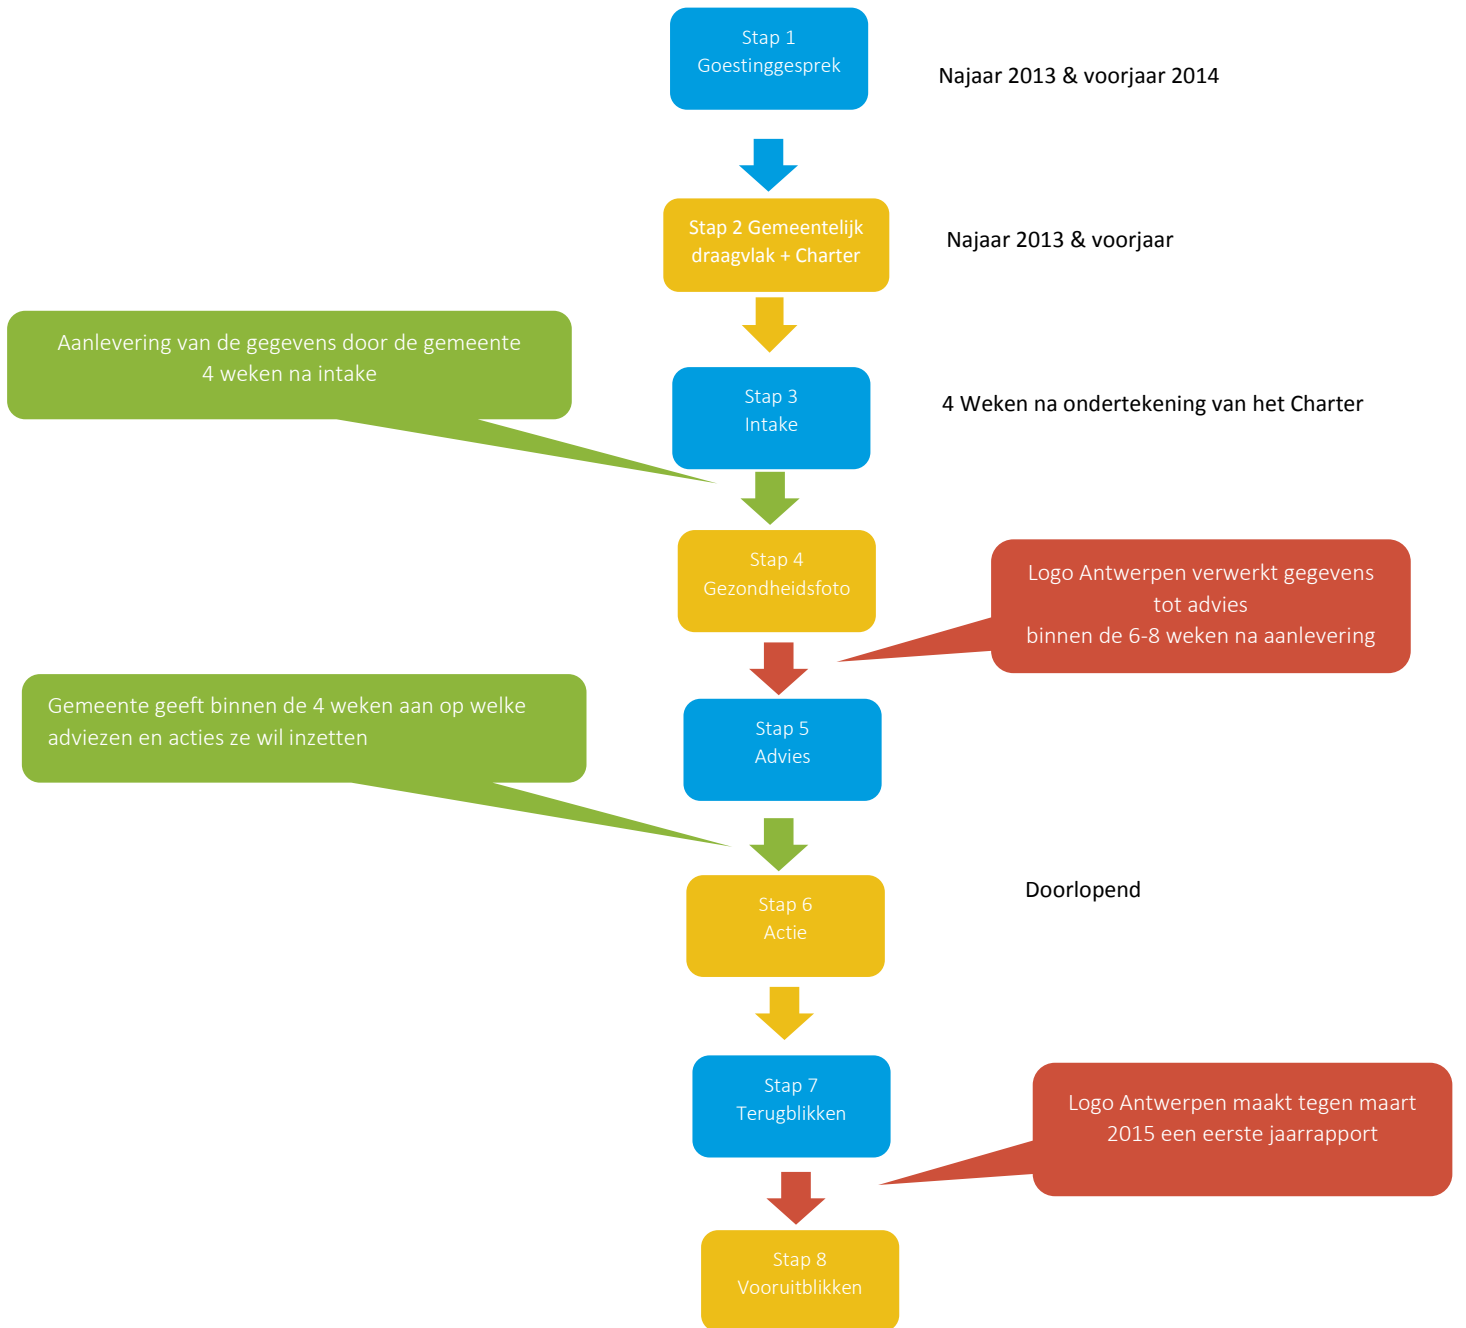 Stap 1
Goestinggesprek
Najaar 2013 & voorjaar 2014
Stap 2 Gemeentelijk
draagvlak + Charter
Najaar 2013 & voorjaar
Aanlevering van de gegevens door de gemeente
4 weken na intake
Stap 3
Intake
4 Weken na ondertekening van het Charter
Stap 4
Gezondheidsfoto
Logo Antwerpen verwerkt gegevens
tot advies
binnen de 6-8 weken na aanlevering
Gemeente geeft binnen de 4 weken aan op welke
adviezen en acties ze wil inzetten
Stap 5
Advies
Stap 6
Actie
Doorlopend
Stap 7
Terugblikken
Logo Antwerpen maakt tegen maart
2015 een eerste jaarrapport
Stap 8
Vooruitblikken